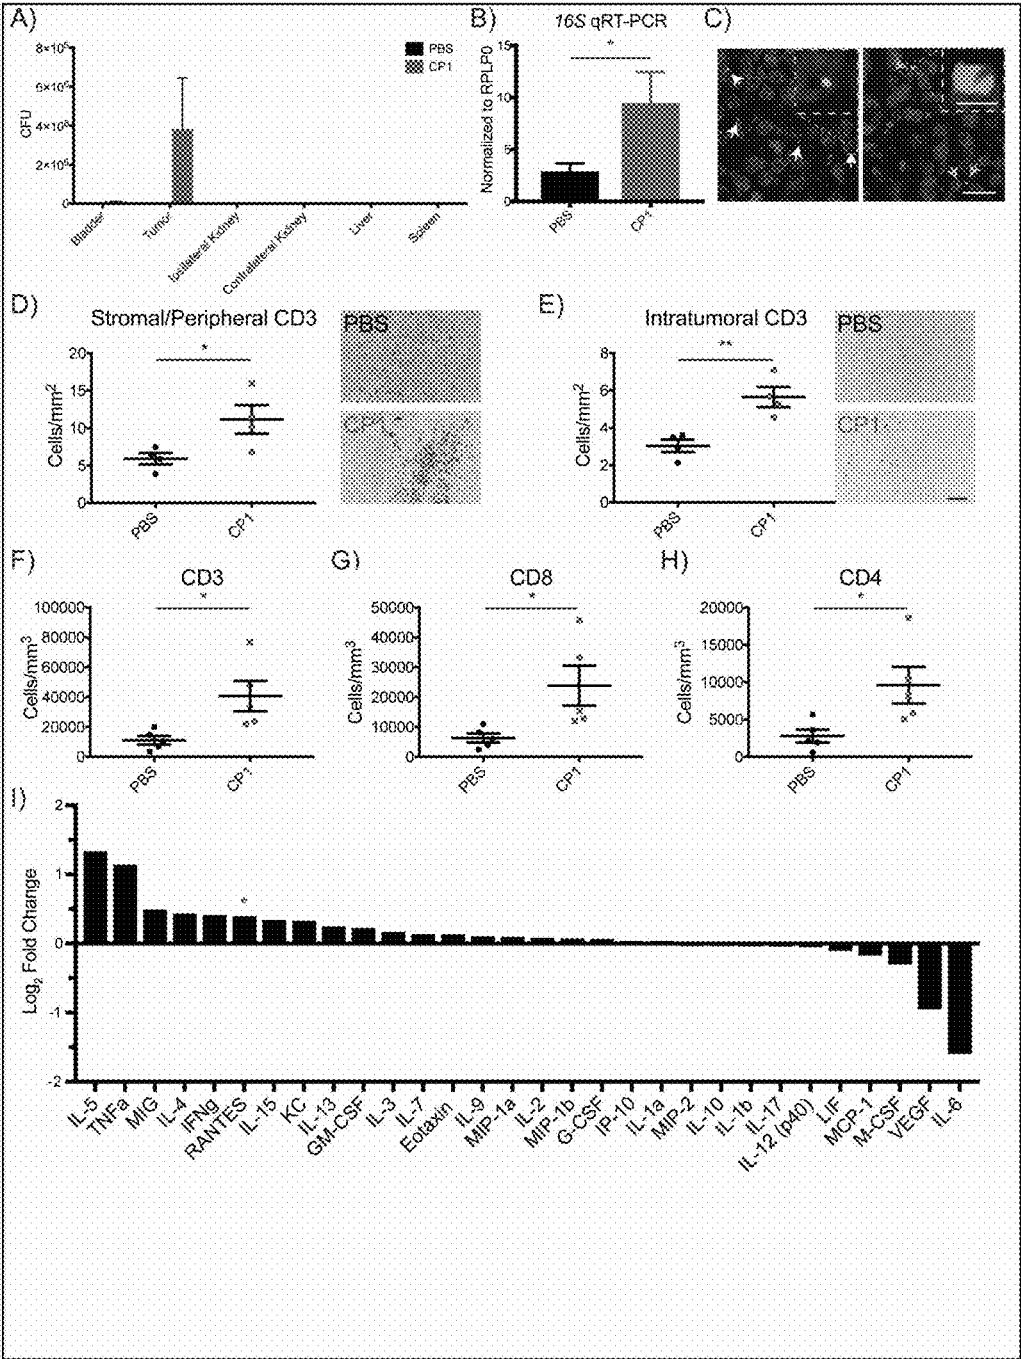 A)
8×10⁶
6×10⁶
4×10⁶
2×10⁶
0
CFU
PBS
CP1
Bladder
Tumor
Ipsilateral Kidney
Contralateral Kidney
Liver
Spleen
B)
16S qRT-PCR
*
15
10
5
0
Normalized to RPLP0
PBS
CP1
C)
D)
Stromal/Peripheral CD3
*
20
15
10
5
0
Cells/mm²
PBS
CP1
PBS
CP1
E)
Intratumoral CD3
**
8
6
4
2
0
Cells/mm²
PBS
CP1
PBS
CP1
F)
CD3
*
100000
80000
60000
40000
20000
0
Cells/mm³
PBS
CP1
G)
CD8
*
50000
40000
30000
20000
10000
0
Cells/mm³
PBS
CP1
H)
CD4
*
20000
15000
10000
5000
0
Cells/mm³
PBS
CP1
I)
2
1
0
-1
-2
Log₂ Fold Change
*
IL-5
TNFa
MIG
IL-4
IFNg
RANTES
IL-15
KC
IL-13
GM-CSF
IL-3
IL-7
Eotaxin
IL-9
MIP-1a
IL-2
MIP-1b
G-CSF
IP-10
IL-1a
MIP-2
IL-10
IL-1b
IL-17
IL-12 (p40)
LIF
MCP-1
M-CSF
VEGF
IL-6